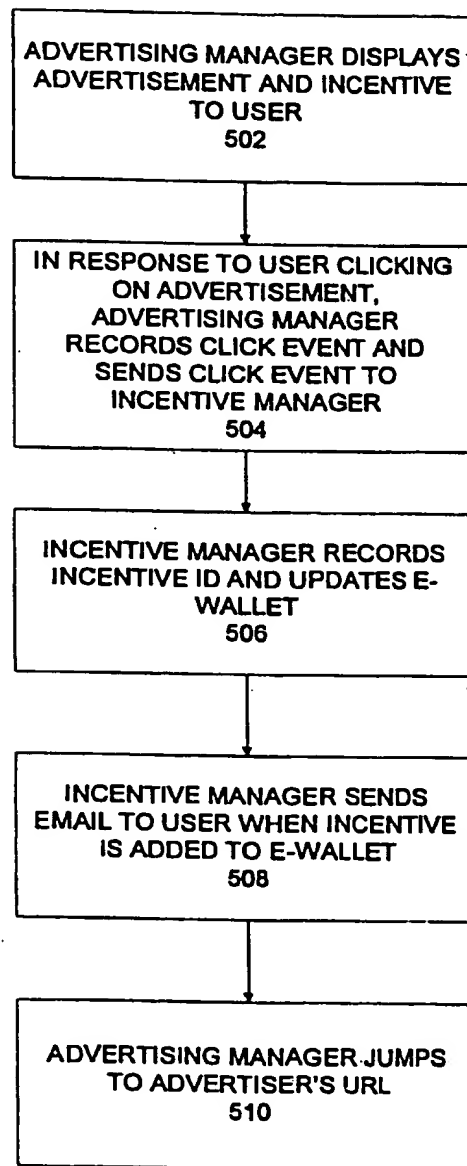 ADVERTISING MANAGER DISPLAYS
ADVERTISEMENT AND INCENTIVE
TO USER
502
IN RESPONSE TO USER CLICKING
ON ADVERTISEMENT,
ADVERTISING MANAGER
RECORDS CLICK EVENT AND
SENDS CLICK EVENT TO
INCENTIVE MANAGER
504
INCENTIVE MANAGER RECORDS
INCENTIVE ID AND UPDATES E-
WALLET
506
INCENTIVE MANAGER SENDS
EMAIL TO USER WHEN INCENTIVE
IS ADDED TO E-WALLET
508
ADVERTISING MANAGER JUMPS
TO ADVERTISER'S URL
510